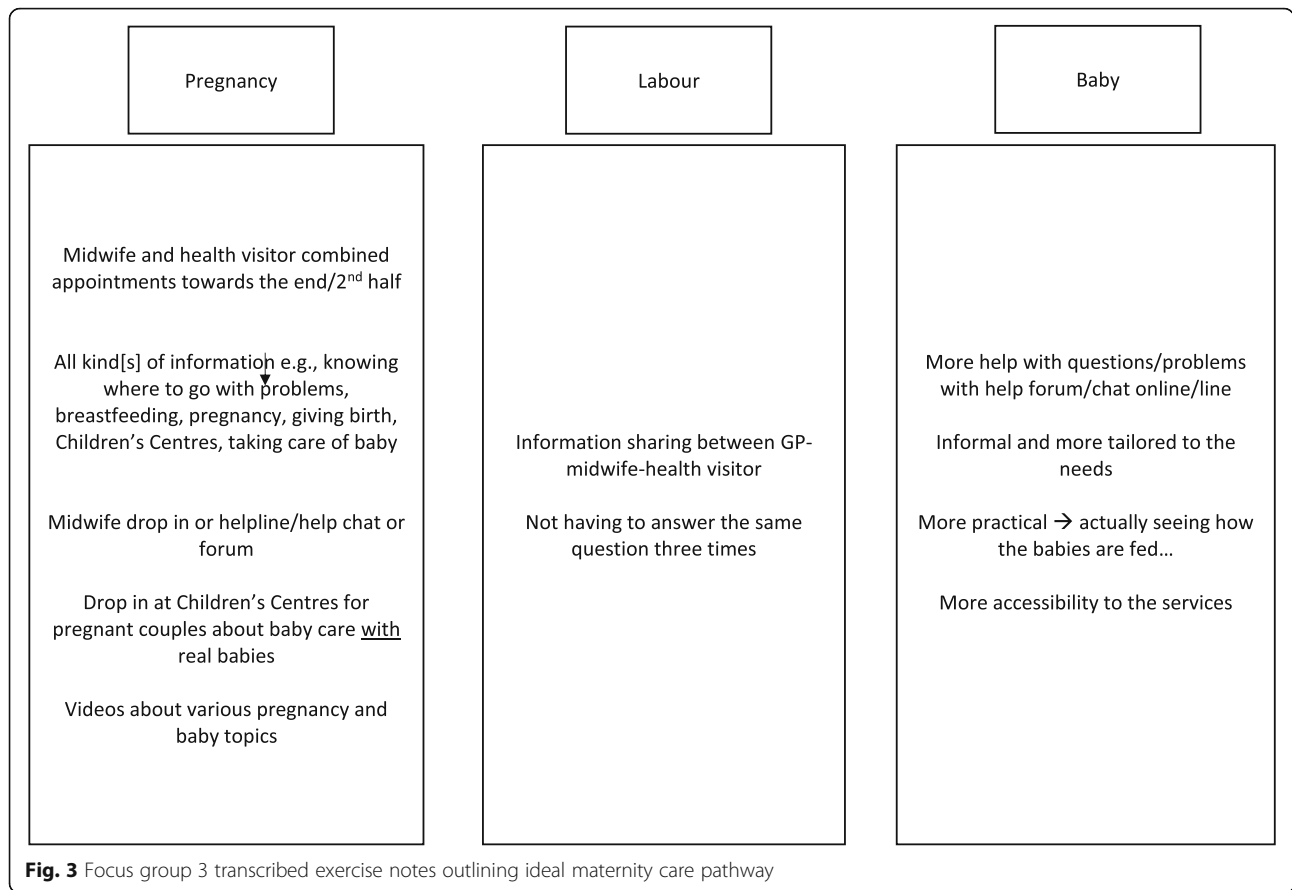 Pregnancy
Labour
Baby
Midwife and health visitor combined
appointments towards the end/2nd half
All kind[s] of information e.g., knowing
where to go with problems,
breastfeeding, pregnancy, giving birth,
Children's Centres, taking care of baby
Midwife drop in or helpline/help chat or
forum
Drop in at Children's Centres for
pregnant couples about baby care with
real babies
Videos about various pregnancy and
baby topics
Information sharing between GP-
midwife-health visitor
Not having to answer the same
question three times
More help with questions/problems
with help forum/chat online/line
Informal and more tailored to the
needs
More practical → actually seeing how
the babies are fed…
More accessibility to the services
Fig. 3 Focus group 3 transcribed exercise notes outlining ideal maternity care pathway